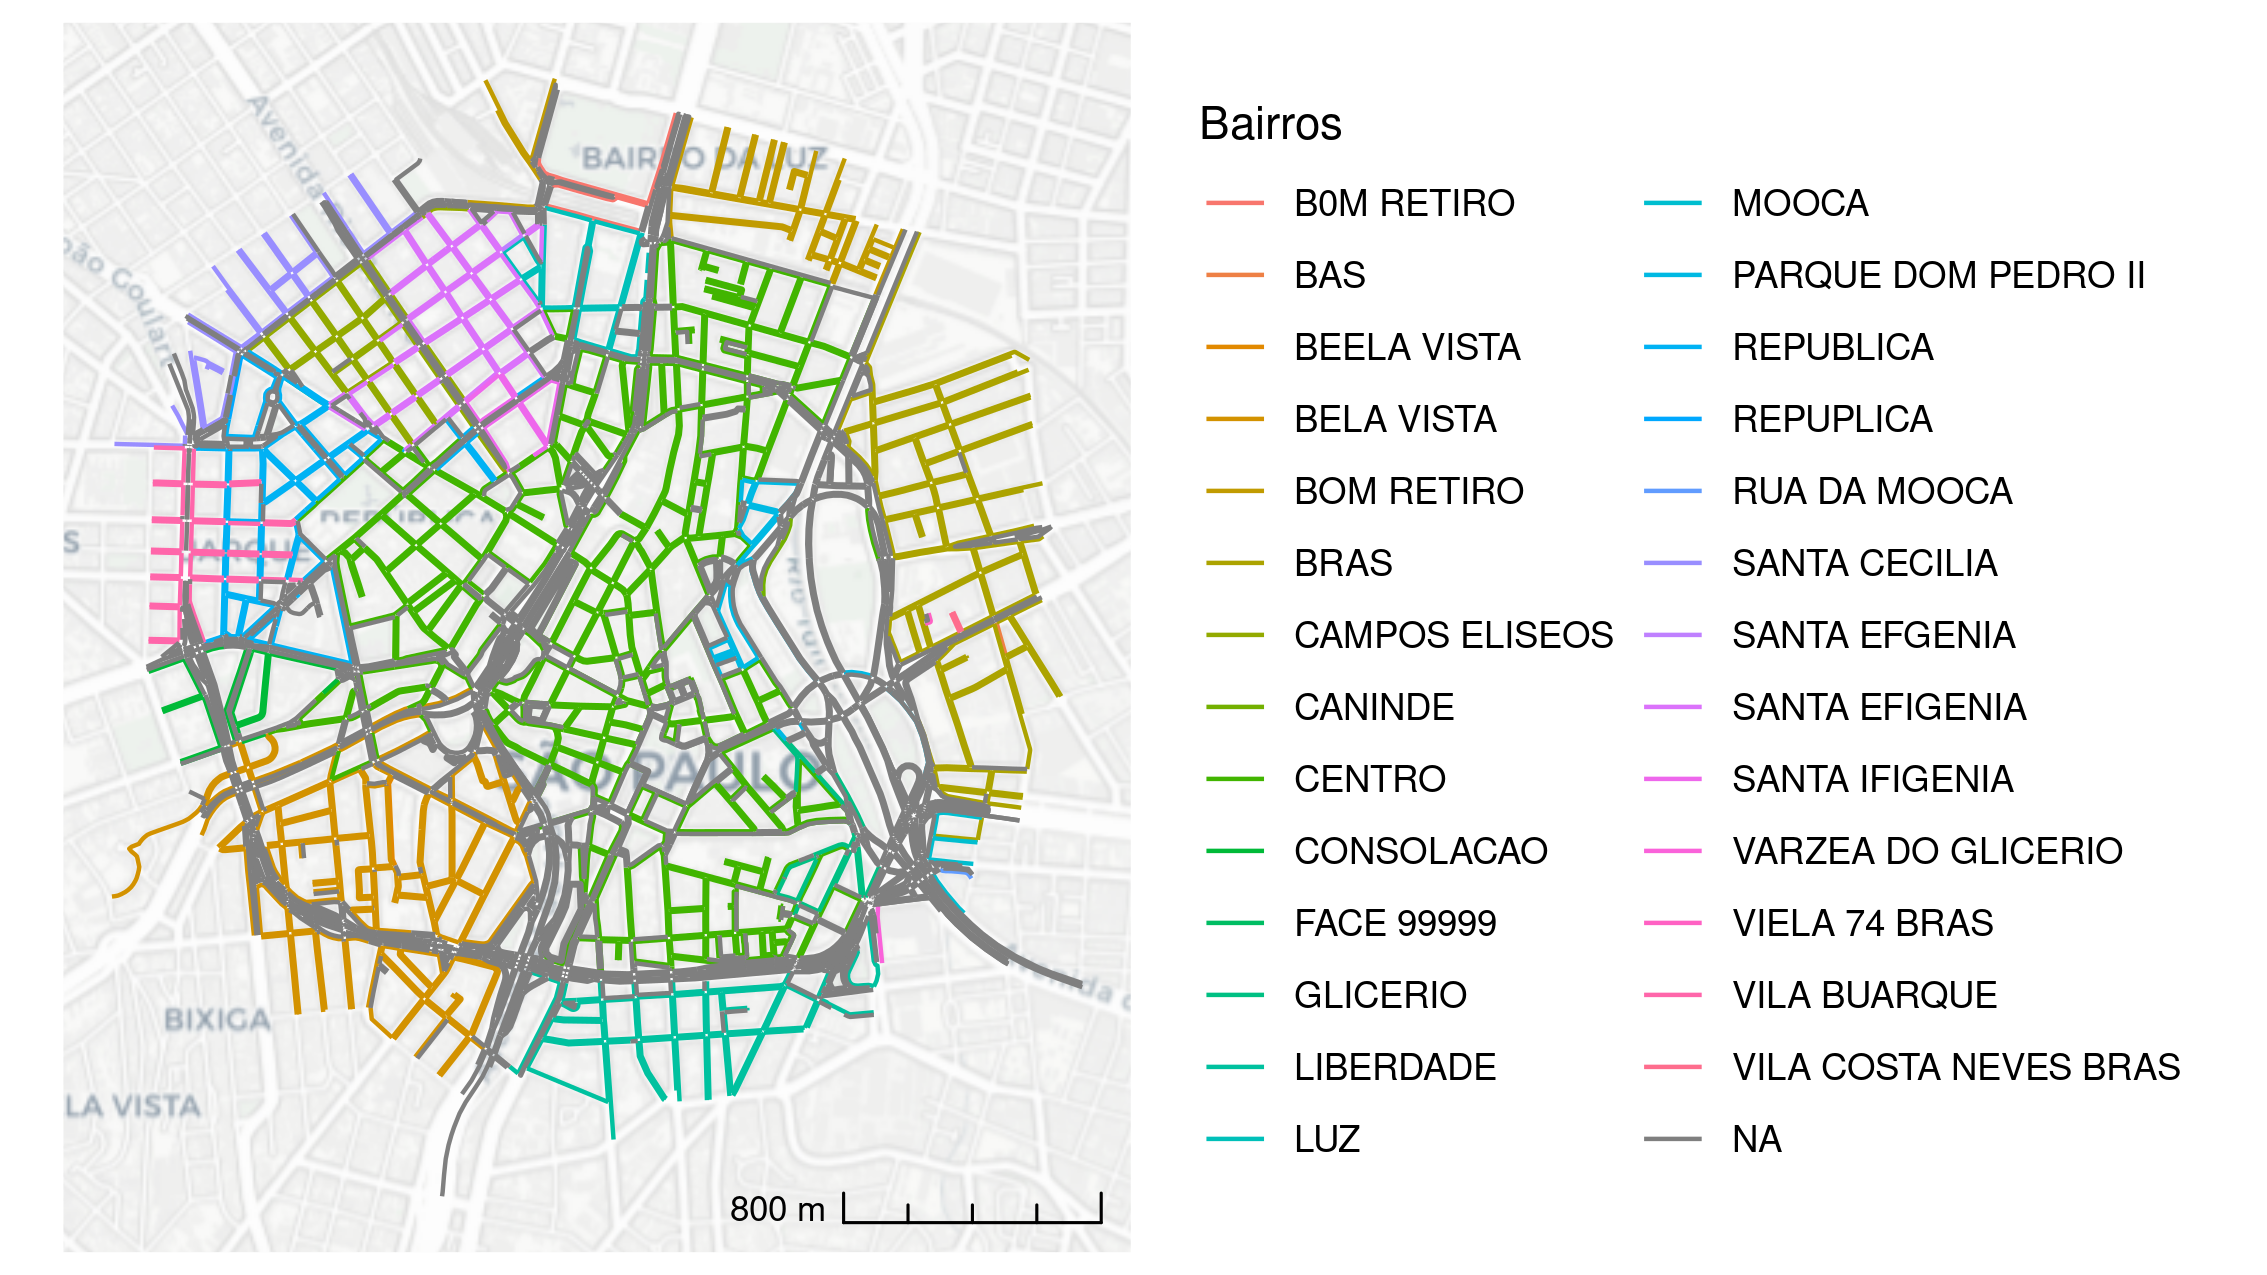 Avenida Ri
BAIRRO DA LUZ
oão Goulart
REPUBLICA
S
PARQUE
SÃO PAULO
Avenida d
BIXIGA
LA VISTA
800 m
Bairros
B0M RETIRO
BAS
BEELA VISTA
BELA VISTA
BOM RETIRO
BRAS
CAMPOS ELISEOS
CANINDE
CENTRO
CONSOLACAO
FACE 99999
GLICERIO
LIBERDADE
LUZ
MOOCA
PARQUE DOM PEDRO II
REPUBLICA
REPUPLICA
RUA DA MOOCA
SANTA CECILIA
SANTA EFGENIA
SANTA EFIGENIA
SANTA IFIGENIA
VARZEA DO GLICERIO
VIELA 74 BRAS
VILA BUARQUE
VILA COSTA NEVES BRAS
NA